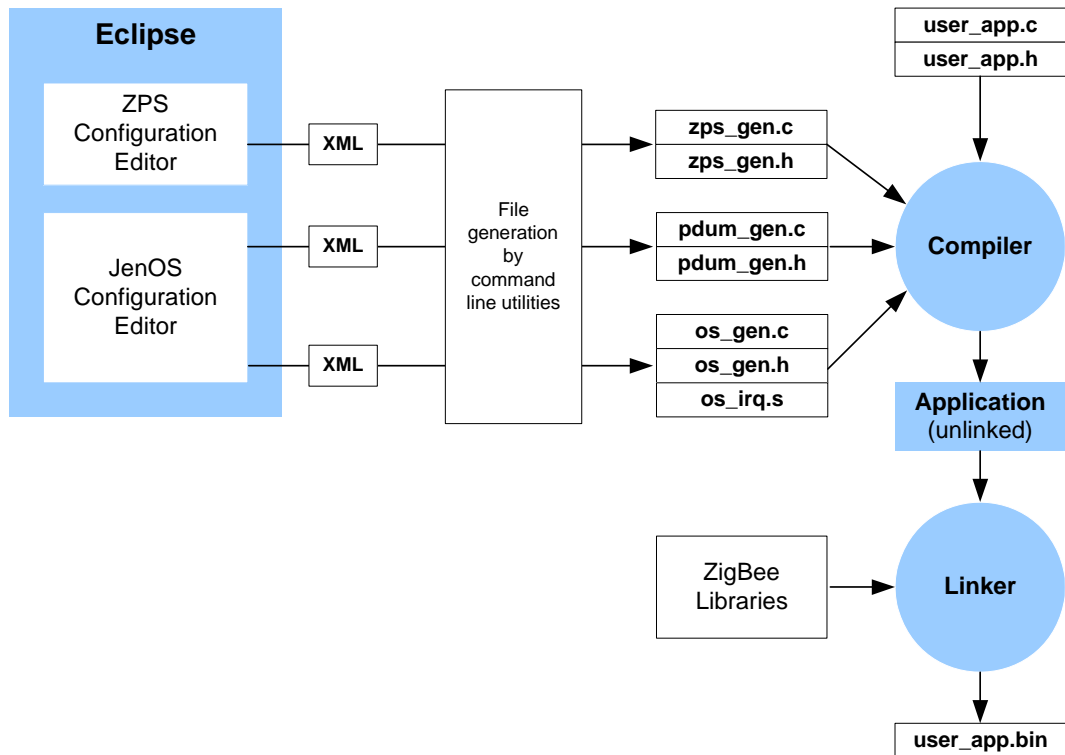 Eclipse
ZPS
Configuration
Editor
JenOS
Configuration
Editor
XML
XML
XML
File
generation
by
command
line utilities
zps_gen.c
zps_gen.h
pdum_gen.c
pdum_gen.h
os_gen.c
os_gen.h
os_irq.s
user_app.c
user_app.h
Compiler
Application
(unlinked)
ZigBee
Libraries
Linker
user_app.bin